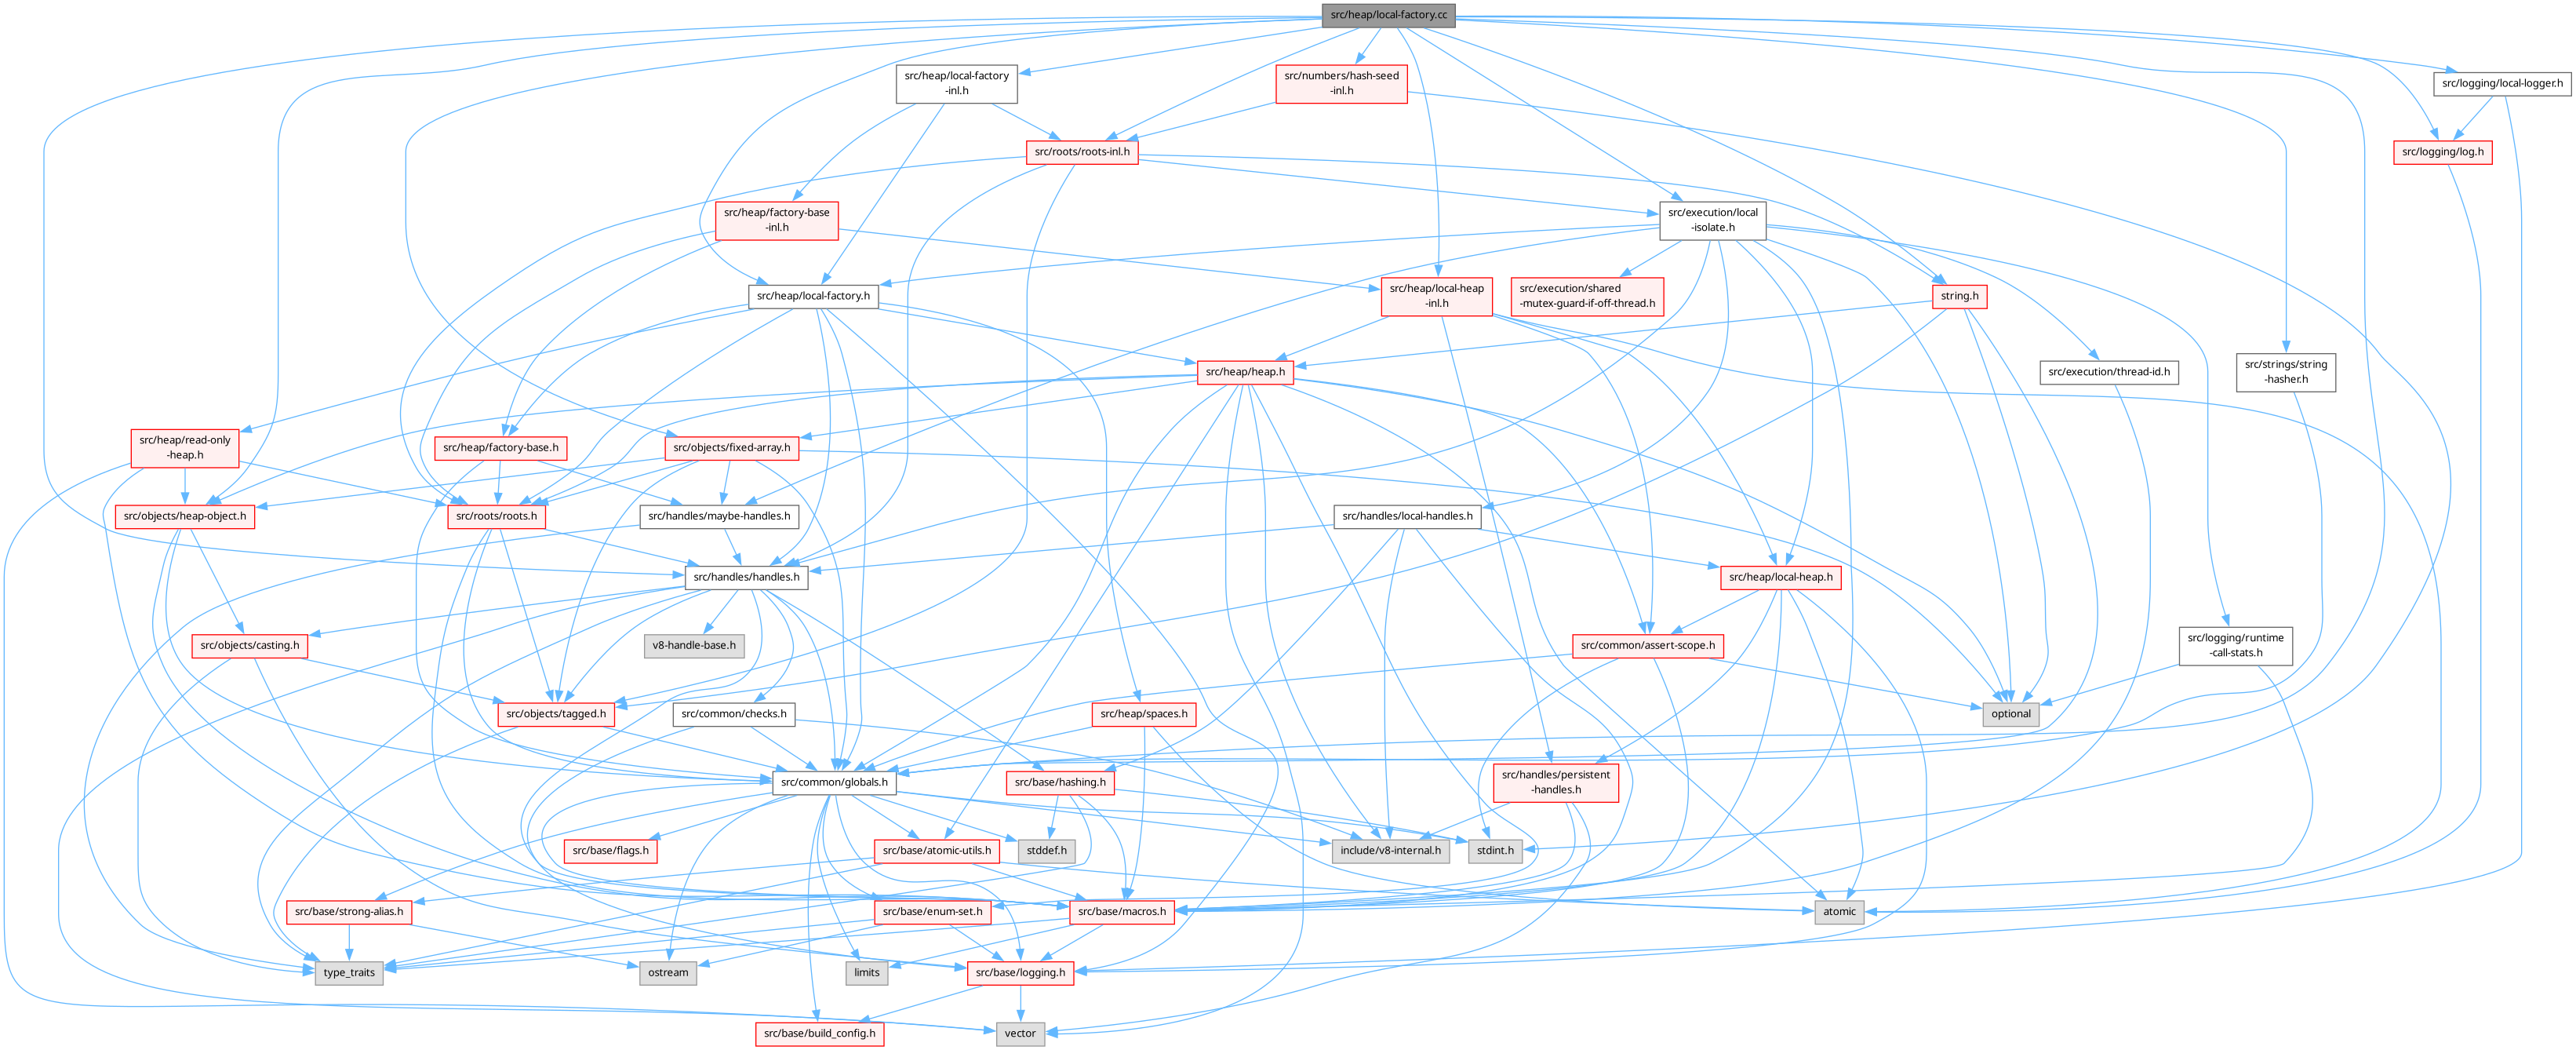 src/heap/local-factory.cc
src/heap/local-factory
-inl.h
src/numbers/hash-seed
-inl.h
src/logging/local-logger.h
src/roots/roots-inl.h
src/logging/log.h
src/heap/factory-base
-inl.h
src/execution/local
-isolate.h
src/heap/local-factory.h
src/heap/local-heap
-inl.h
src/execution/shared
-mutex-guard-if-off-thread.h
string.h
src/heap/heap.h
src/execution/thread-id.h
src/strings/string
-hasher.h
src/heap/read-only
-heap.h
src/heap/factory-base.h
src/objects/fixed-array.h
src/objects/heap-object.h
src/roots/roots.h
src/handles/maybe-handles.h
src/handles/local-handles.h
src/handles/handles.h
src/heap/local-heap.h
src/objects/casting.h
v8-handle-base.h
src/common/assert-scope.h
src/logging/runtime
-call-stats.h
src/objects/tagged.h
src/common/checks.h
src/heap/spaces.h
optional
src/common/globals.h
src/base/hashing.h
src/handles/persistent
-handles.h
src/base/flags.h
src/base/atomic-utils.h
stddef.h
include/v8-internal.h
stdint.h
src/base/strong-alias.h
src/base/enum-set.h
src/base/macros.h
atomic
type_traits
ostream
limits
src/base/logging.h
src/base/build_config.h
vector